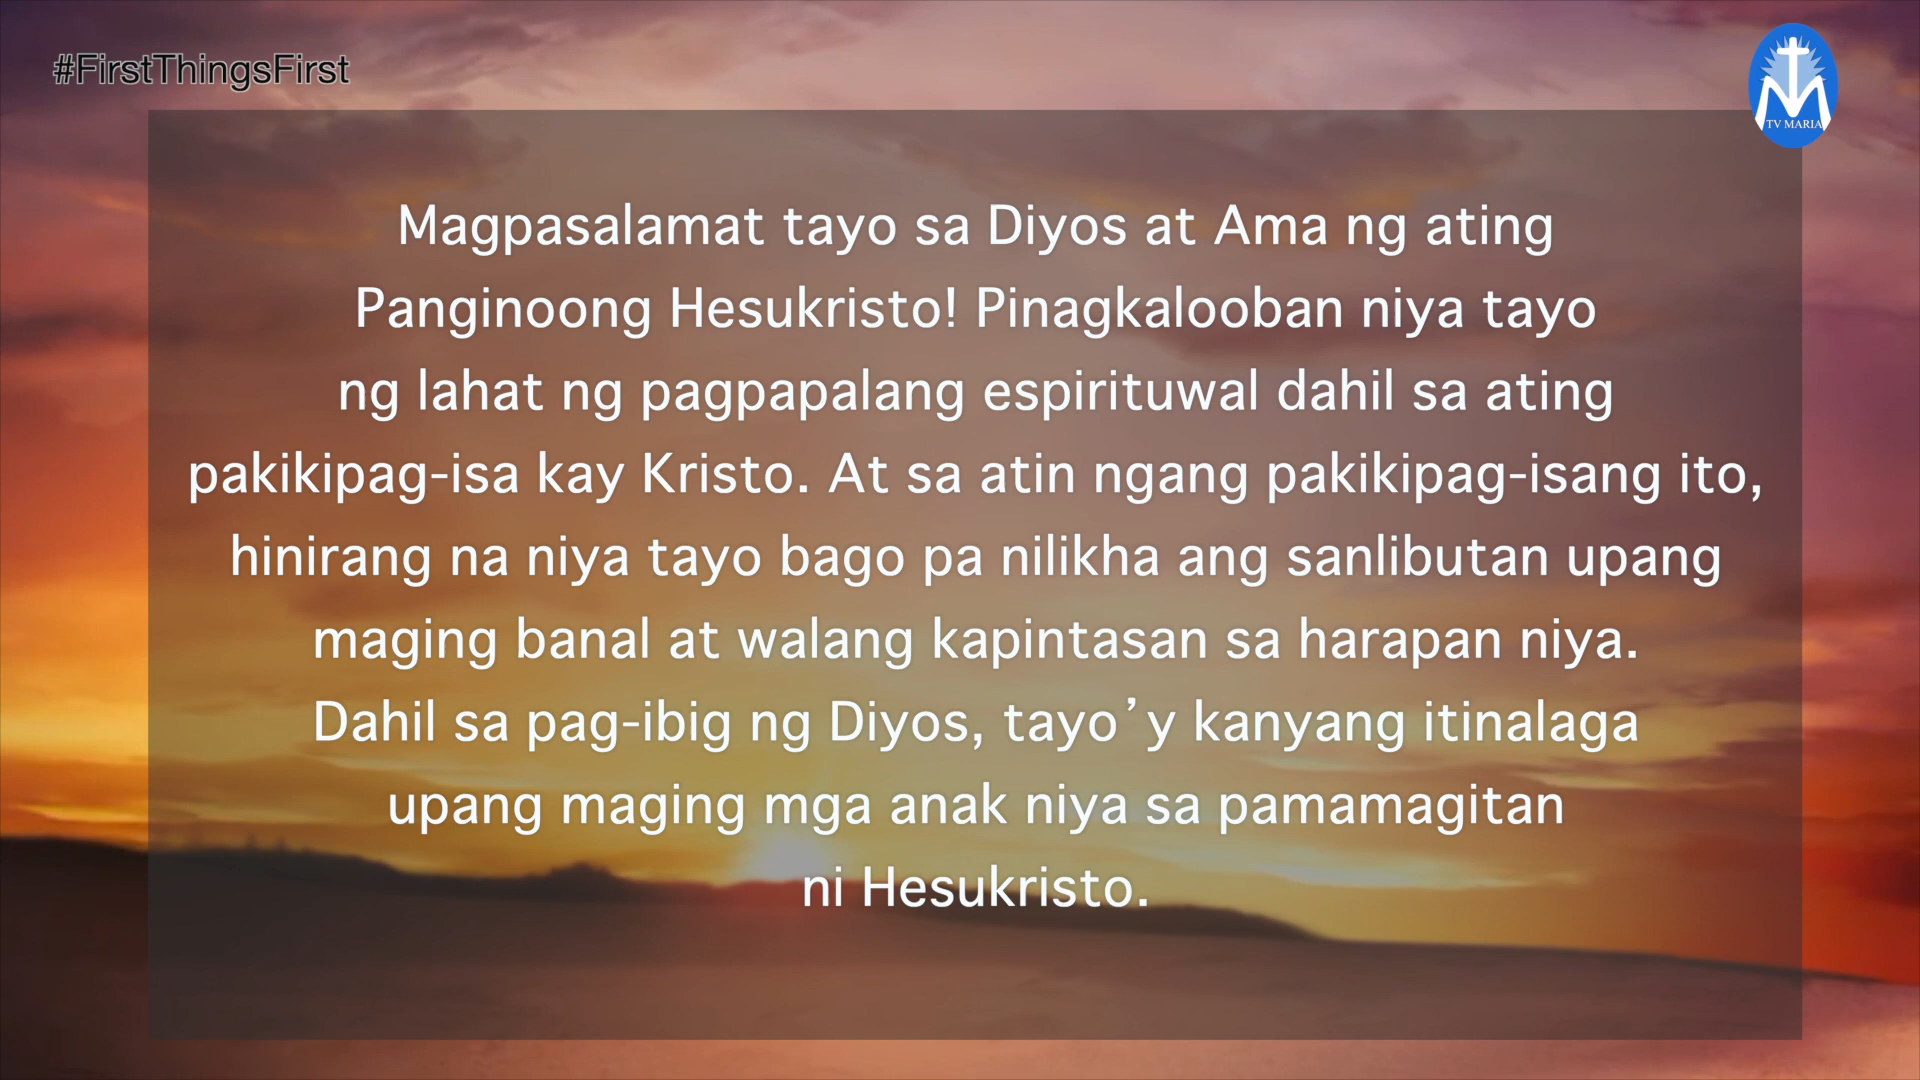 #FirstThingsFirst
TV MARIA
Magpasalamat tayo sa Diyos at Ama ng ating
Panginoong Hesukristo! Pinagkalooban niya tayo
ng lahat ng pagpapalang espirituwal dahil sa ating
pakikipag-isa kay Kristo. At sa atin ngang pakikipag-isang ito,
hinirang na niya tayo bago pa nilikha ang sanlibutan upang
maging banal at walang kapintasan sa harapan niya.
Dahil sa pag-ibig ng Diyos, tayo’y kanyang itinalaga
upang maging mga anak niya sa pamamagitan
ni Hesukristo.